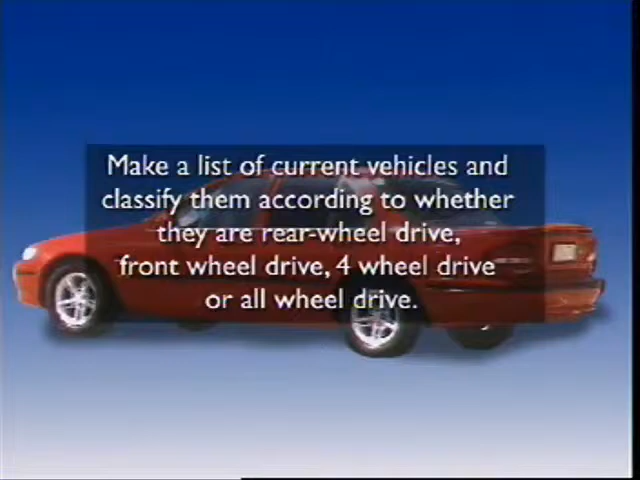 Make a list of current vehicles and
classify them according to whether
they are rear-wheel drive,
front wheel drive, 4 wheel drive
or all wheel drive.